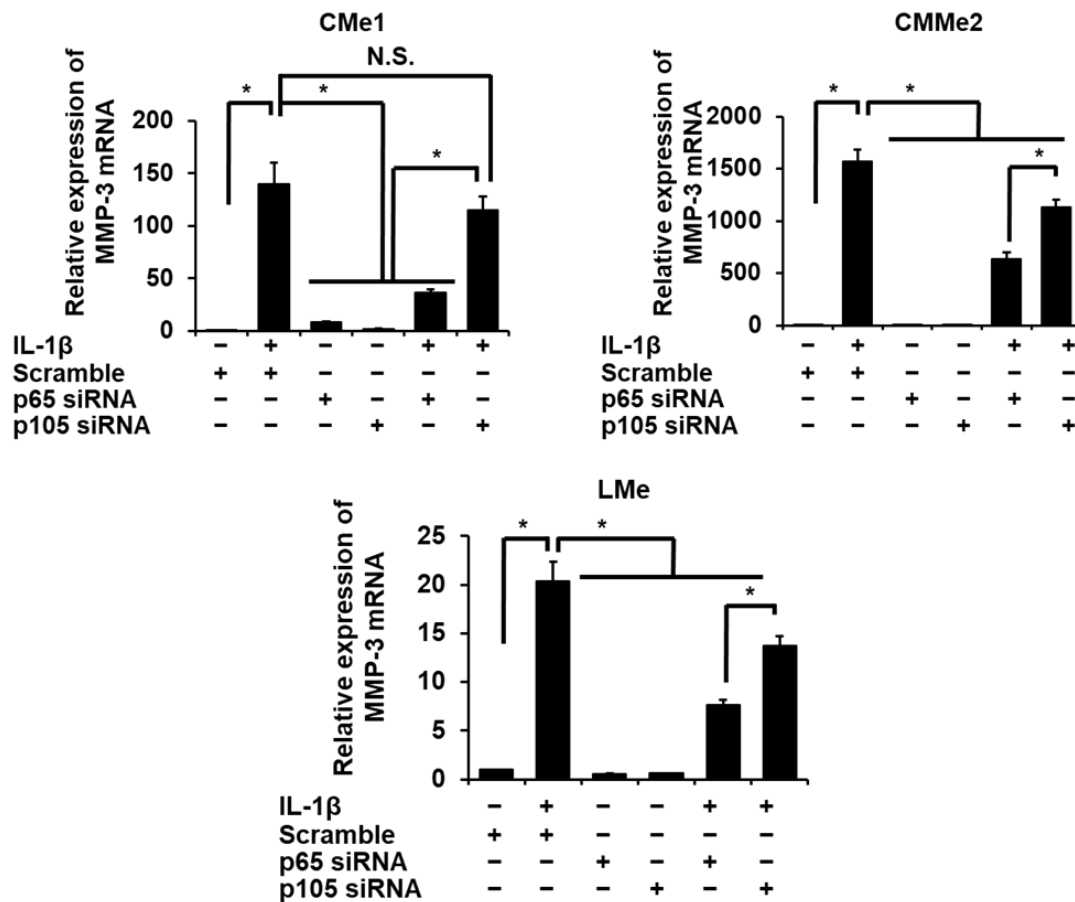 CMe1
N.S.
*
*
*
Relative expression of
MMP-3 mRNA
200
150
100
50
0
IL-1β − + − − + +
Scramble + + − − − −
p65 siRNA − − + − + −
p105 siRNA − − − + − +
CMMe2
*
*
*
Relative expression of
MMP-3 mRNA
2000
1500
1000
500
0
IL-1β − + − − + +
Scramble + + − − − −
p65 siRNA − − + − + −
p105 siRNA − − − + − +
LMe
*
*
*
Relative expression of
MMP-3 mRNA
25
20
15
10
5
0
IL-1β − + − − + +
Scramble + + − − − −
p65 siRNA − − + − + −
p105 siRNA − − − + − +